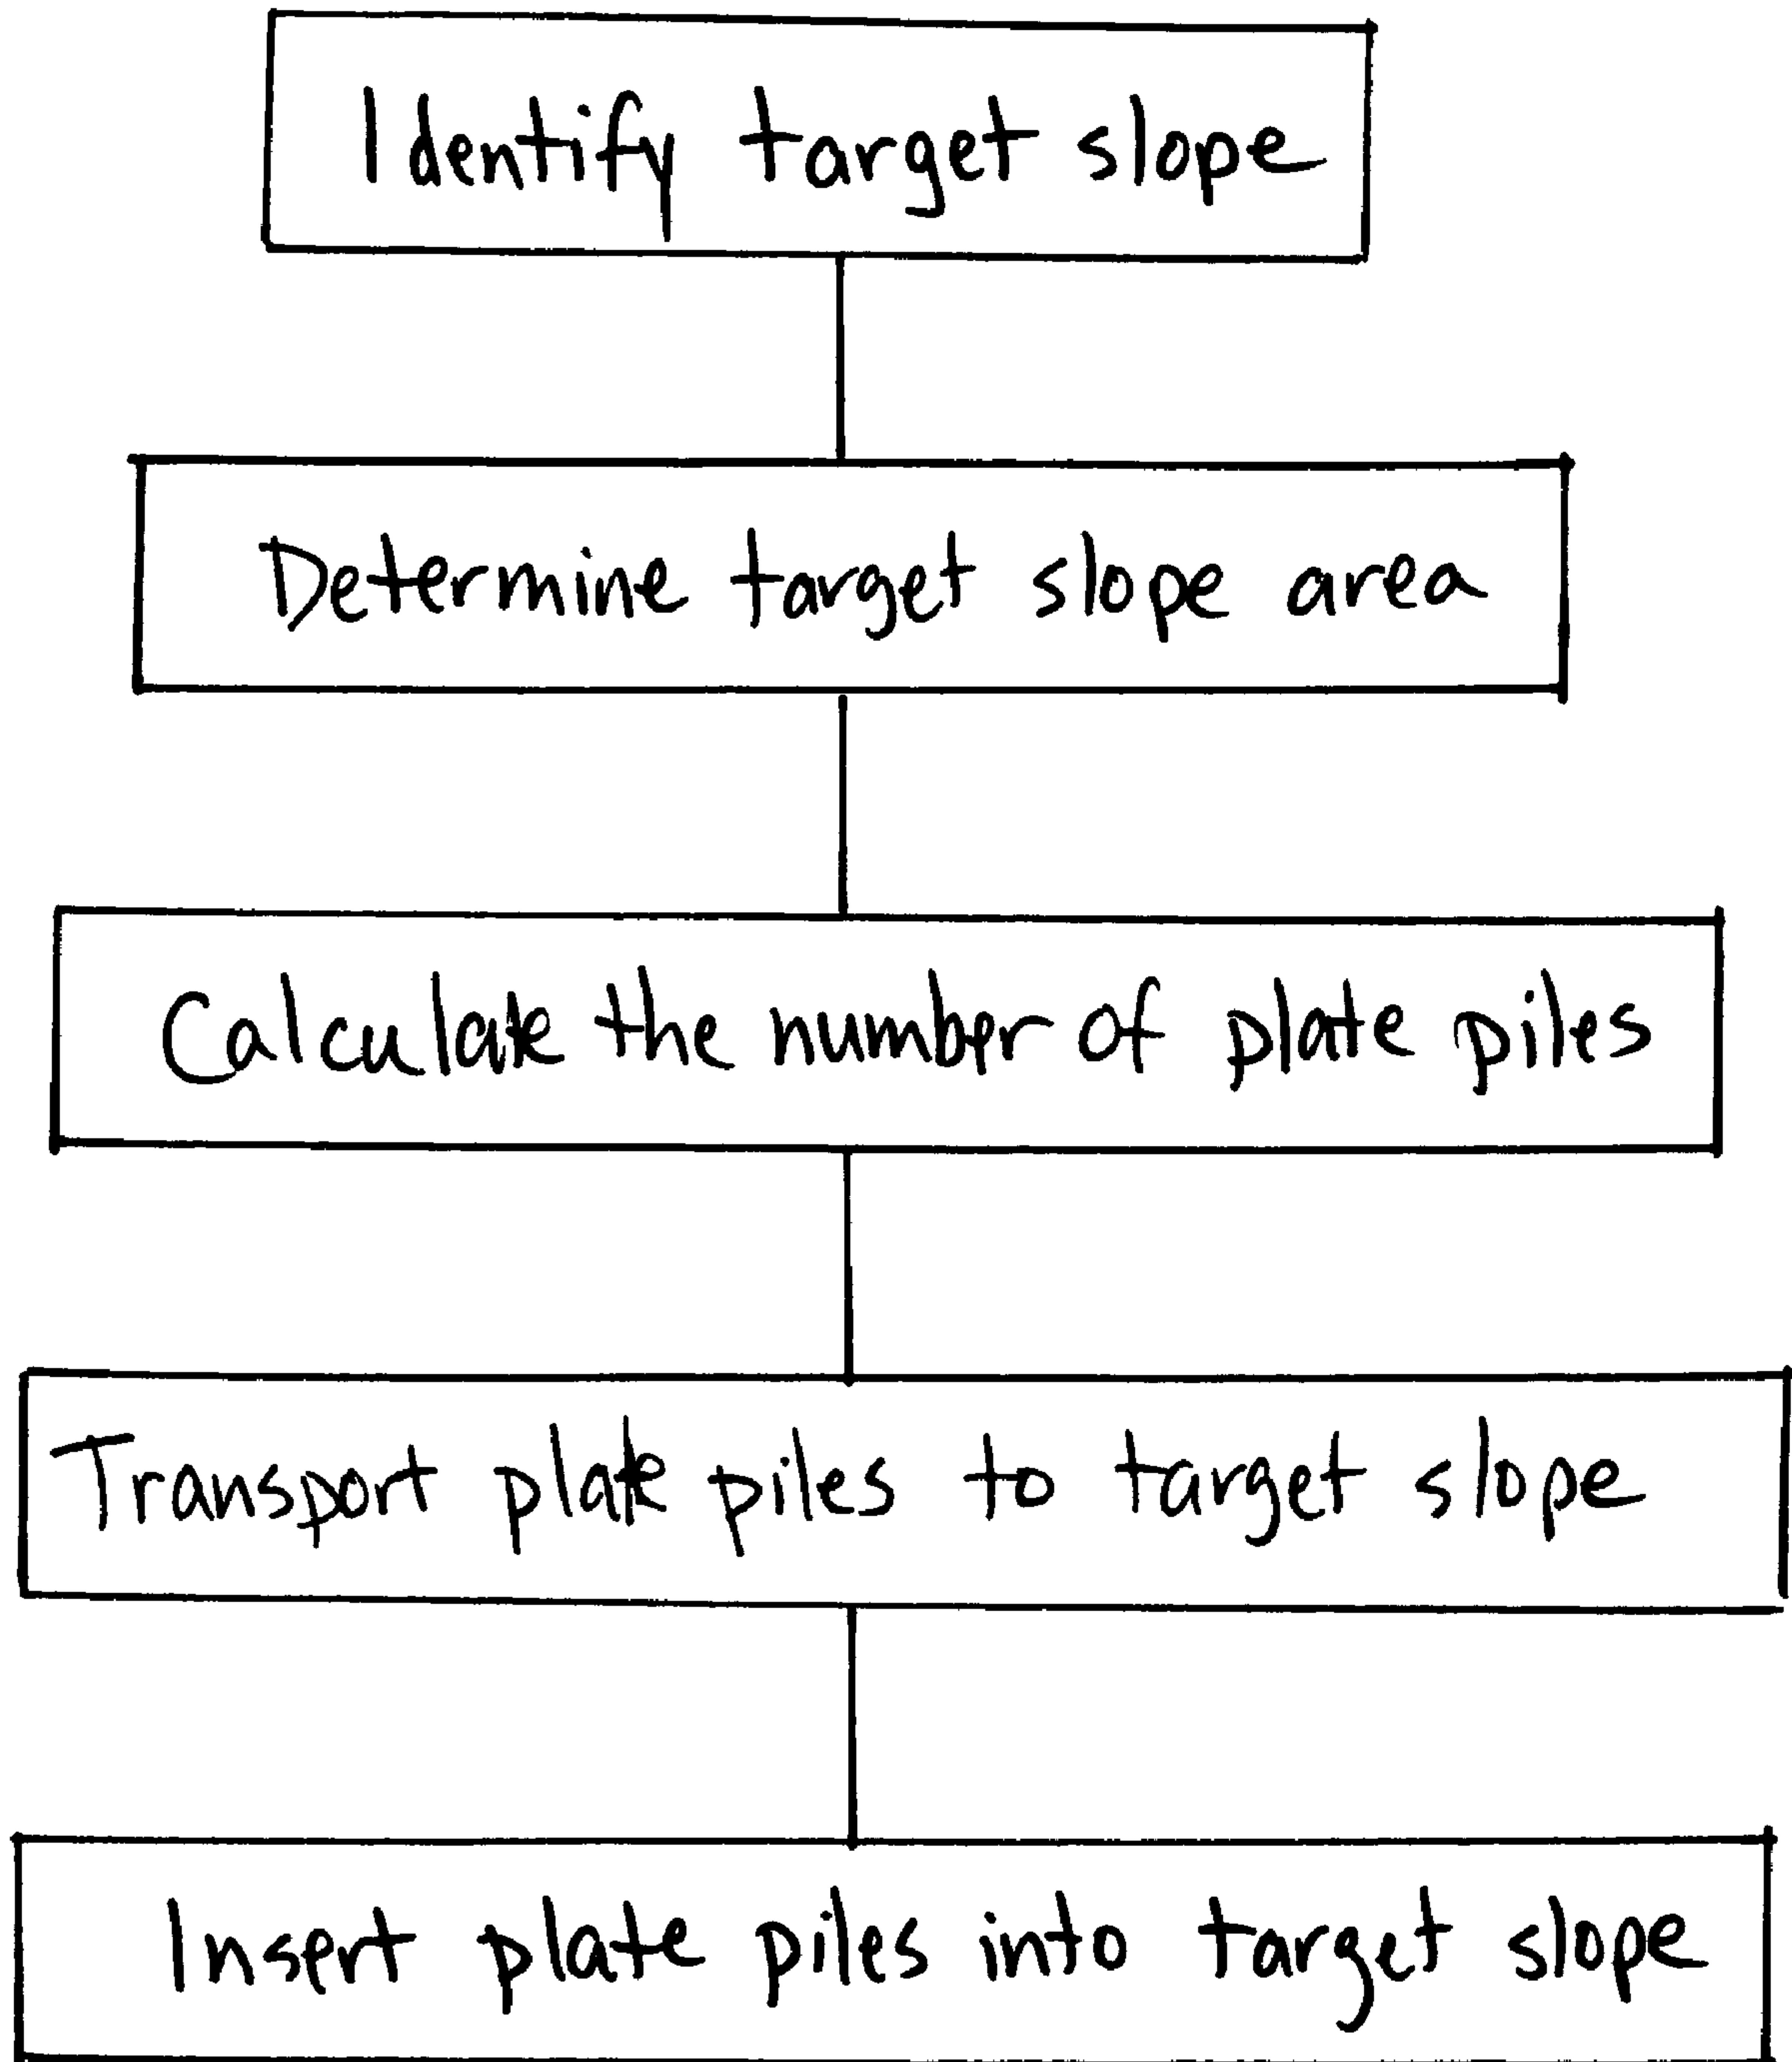 Identify target slope
Determine target slope area
Calculate the number of plate piles
Transport plate piles to target slope
Insert plate piles into target slope